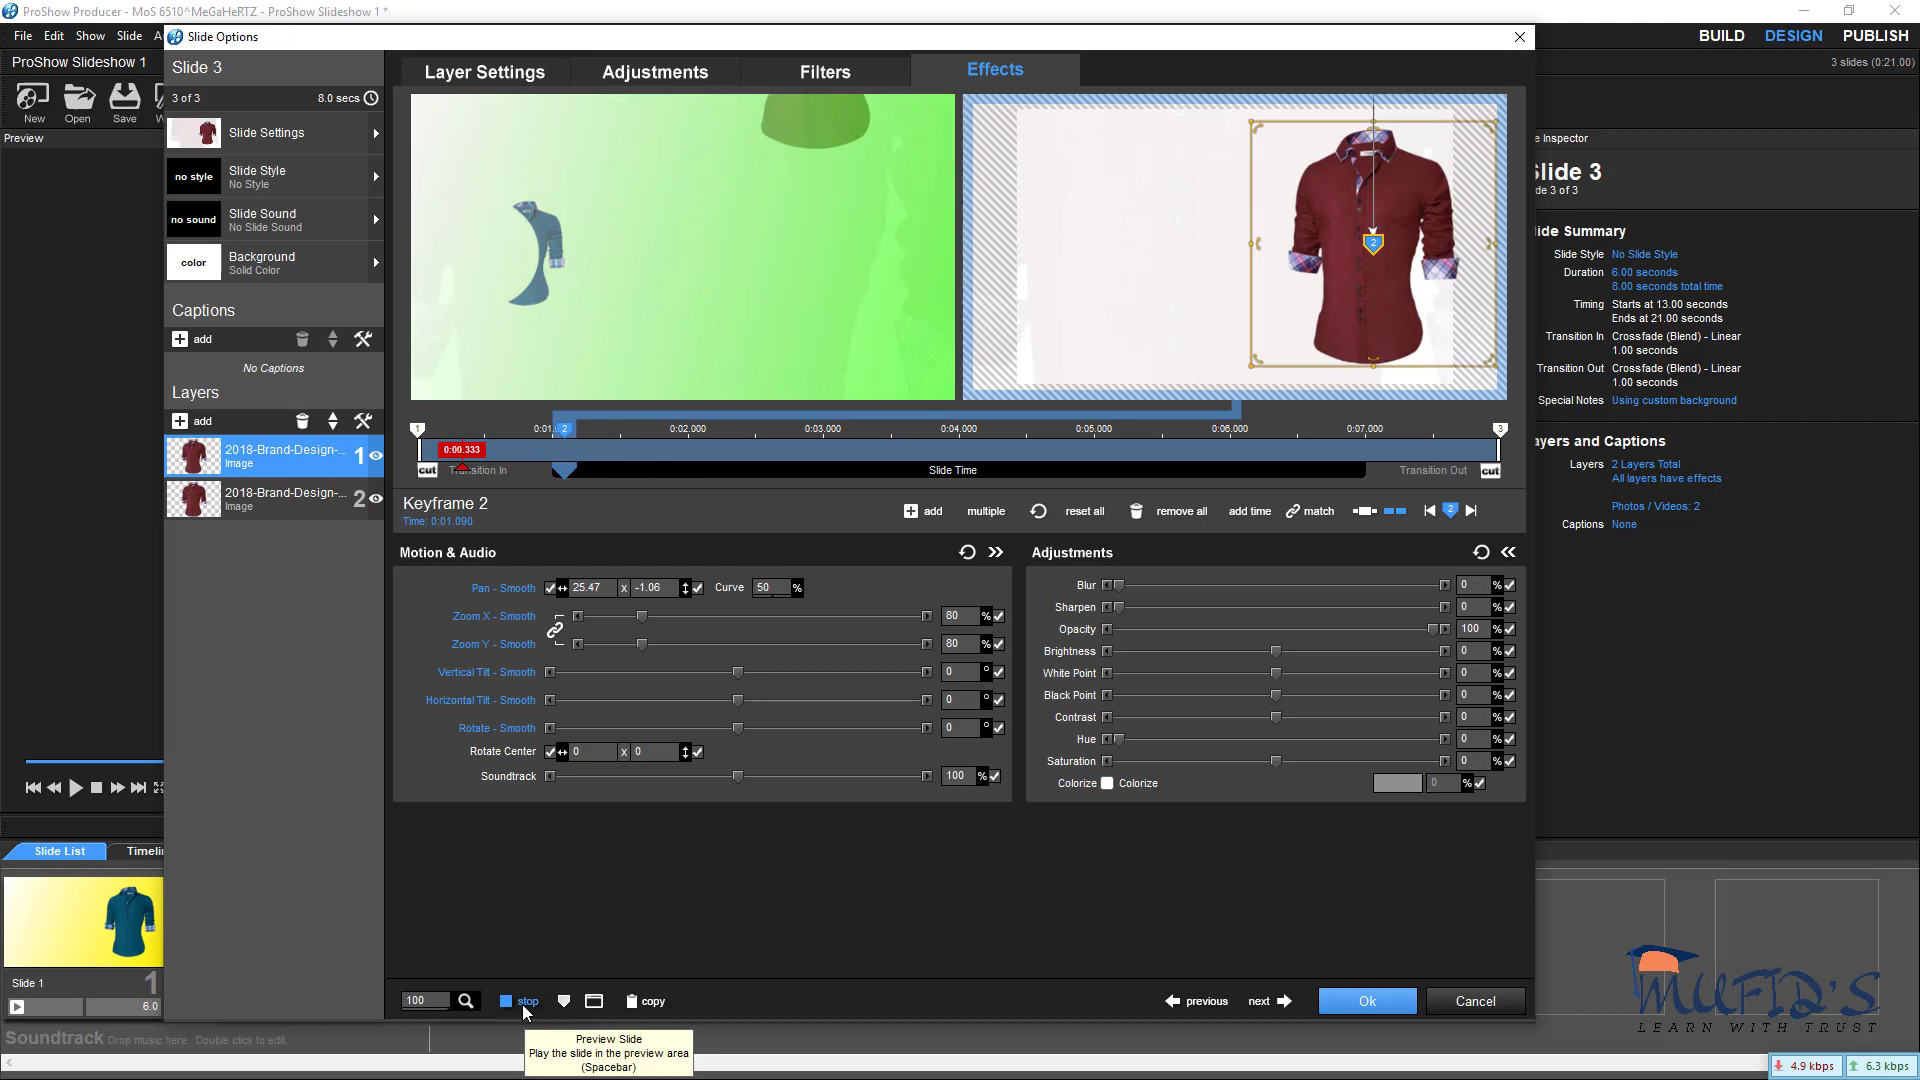 ProShow Producer - MoS 6510^MeGaHeRTZ - ProShow Slideshow 1 *
File Edit Show Slide
BUILD DESIGN PUBLISH
Slide Options
ProShow Slideshow 1
3 slides (0:21.00)
New Open Save
Preview
Slide 3
3 of 3 8.0 secs
Slide Settings
no style Slide Style
No Style
no sound Slide Sound
No Slide Sound
color Background
Solid Color
Captions
add
No Captions
Layers
add
2018-Brand-Design-... 1
Image
2018-Brand-Design-... 2
Image
Layer Settings Adjustments Filters Effects
2
1 0:01. 2 0:02.000 0:03.000 0:04.000 0:05.000 0:06.000 0:07.000 3
0:00.333
cut Transition In Slide Time Transition Out cut
Keyframe 2
Time: 0:01.090
add multiple reset all remove all add time match 2
Motion & Audio
Pan - Smooth 25.47 x -1.06 Curve 50 %
Zoom X - Smooth 80 %
Zoom Y - Smooth 80 %
Vertical Tilt - Smooth 0 °
Horizontal Tilt - Smooth 0 °
Rotate - Smooth 0 °
Rotate Center 0 x 0
Soundtrack 100 %
Adjustments
Blur 0 %
Sharpen 0 %
Opacity 100 %
Brightness 0 %
White Point 0 %
Black Point 0 %
Contrast 0 %
Hue 0 %
Saturation 0 %
Colorize Colorize 0 %
100 stop copy
previous next Ok Cancel
Preview Slide
Play the slide in the preview area
(Spacebar)
e Inspector
Slide 3
de 3 of 3
lide Summary
Slide Style No Slide Style
Duration 6.00 seconds
8.00 seconds total time
Timing Starts at 13.00 seconds
Ends at 21.00 seconds
Transition In Crossfade (Blend) - Linear
1.00 seconds
Transition Out Crossfade (Blend) - Linear
1.00 seconds
Special Notes Using custom background
ayers and Captions
Layers 2 Layers Total
All layers have effects
Photos / Videos: 2
Captions None
Slide List Timeli
Slide 1 1
6.0
Soundtrack Drop music here. Double click to edit.
MUFID'S
LEARN WITH TRUST
4.9 kbps 6.3 kbps